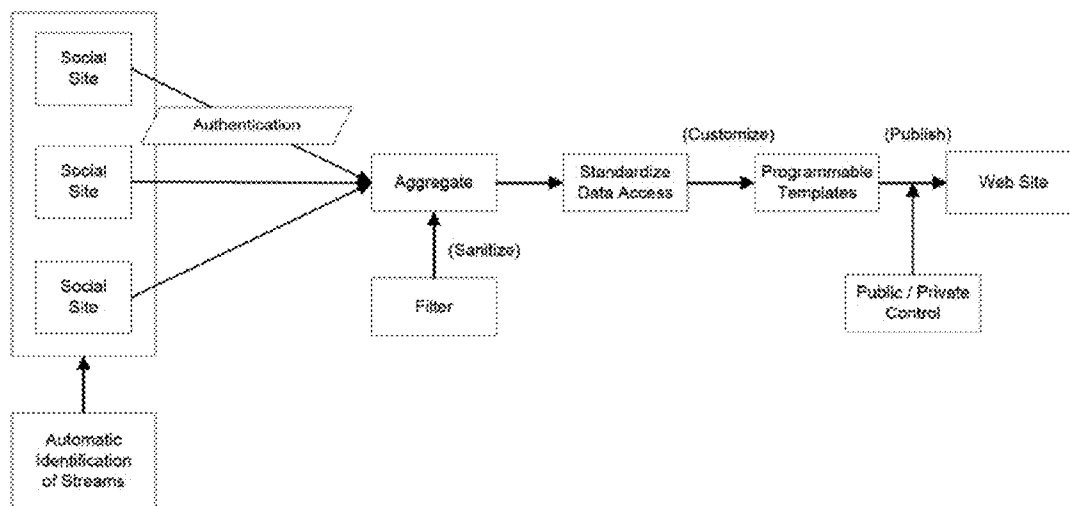 Social
Site
Authentication
Social
Site
Social
Site
Automatic
Identification
of Streams
Aggregate
(Sanitize)
Filter
Standardize
Data Access
(Customize)
Programmable
Templates
(Publish)
Web Site
Public / Private
Control